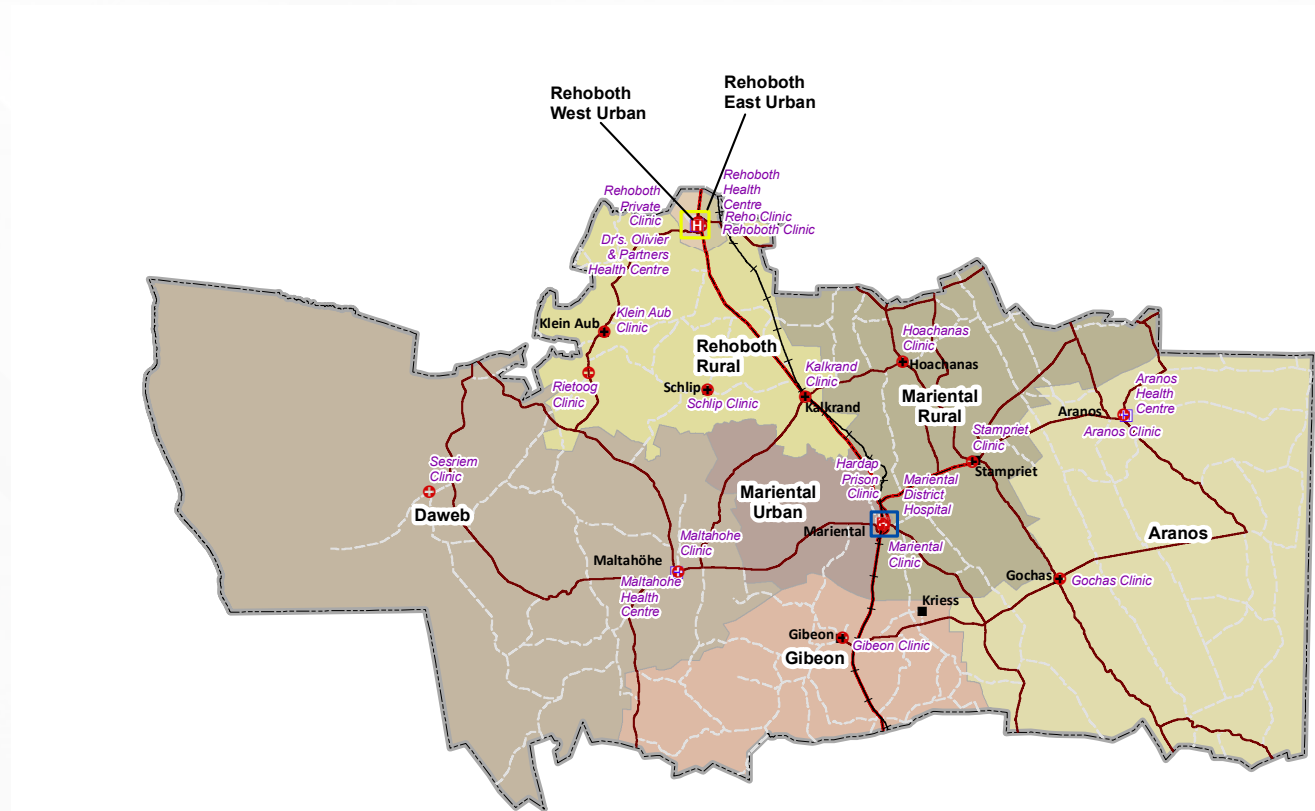 Rehoboth
West Urban
Rehoboth
East Urban
Rehoboth
Private
Clinic
Rehoboth
Health
Centre
Reho Clinic
Rehoboth Clinic
H
Dr's. Olivier
& Partners
Health Centre
Klein Aub
Klein Aub
Clinic
Rehoboth
Rural
Hoachanas
Clinic
Hoachanas
Rietoog
Clinic
Schlip
Schlip Clinic
Kalkrand
Clinic
Kalkrand
Mariental
Rural
Aranos
Health
Centre
Aranos
Aranos Clinic
Stampriet
Clinic
Stampriet
Sesriem
Clinic
Daweb
Hardap
Prison
Clinic
Mariental
District
Hospital
Mariental
Urban
Mariental
Mariental
Clinic
Aranos
Maltahöhe
Maltahohe
Clinic
Maltahohe
Health
Centre
Gochas
Gochas Clinic
Kriess
Gibeon
Gibeon Clinic
Gibeon